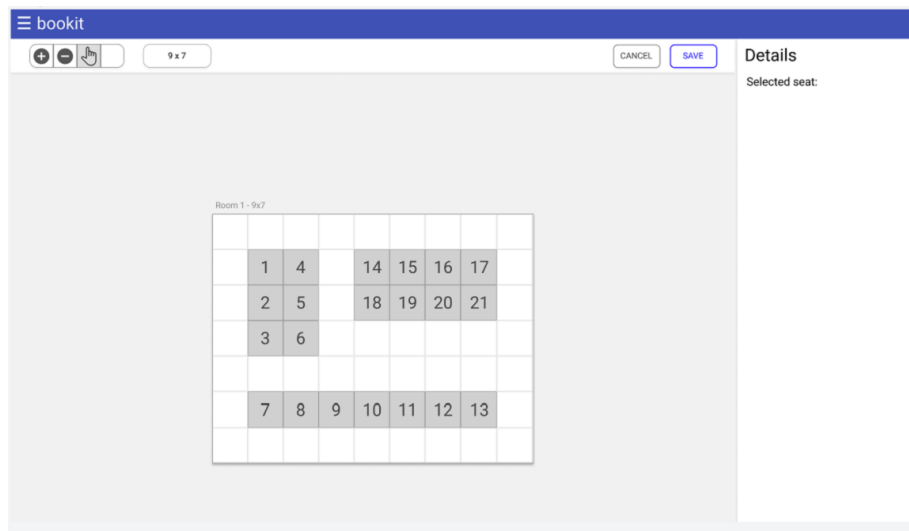 bookit
9 x 7
CANCEL
SAVE
Details
Selected seat:
Room 1 - 9x7
1 4 14 15 16 17
2 5 18 19 20 21
3 6
7 8 9 10 11 12 13